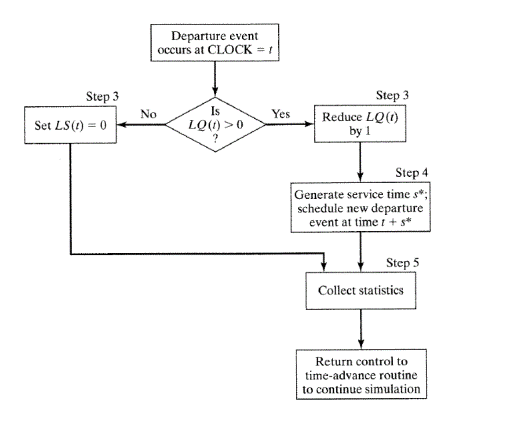 Departure event
occurs at CLOCK = t
Step 3
Set LS(t) = 0
No
Is
LQ(t) > 0
?
Yes
Step 3
Reduce LQ(t)
by 1
Step 4
Generate service time s*;
schedule new departure
event at time t + s*
Step 5
Collect statistics
Return control to
time-advance routine
to continue simulation